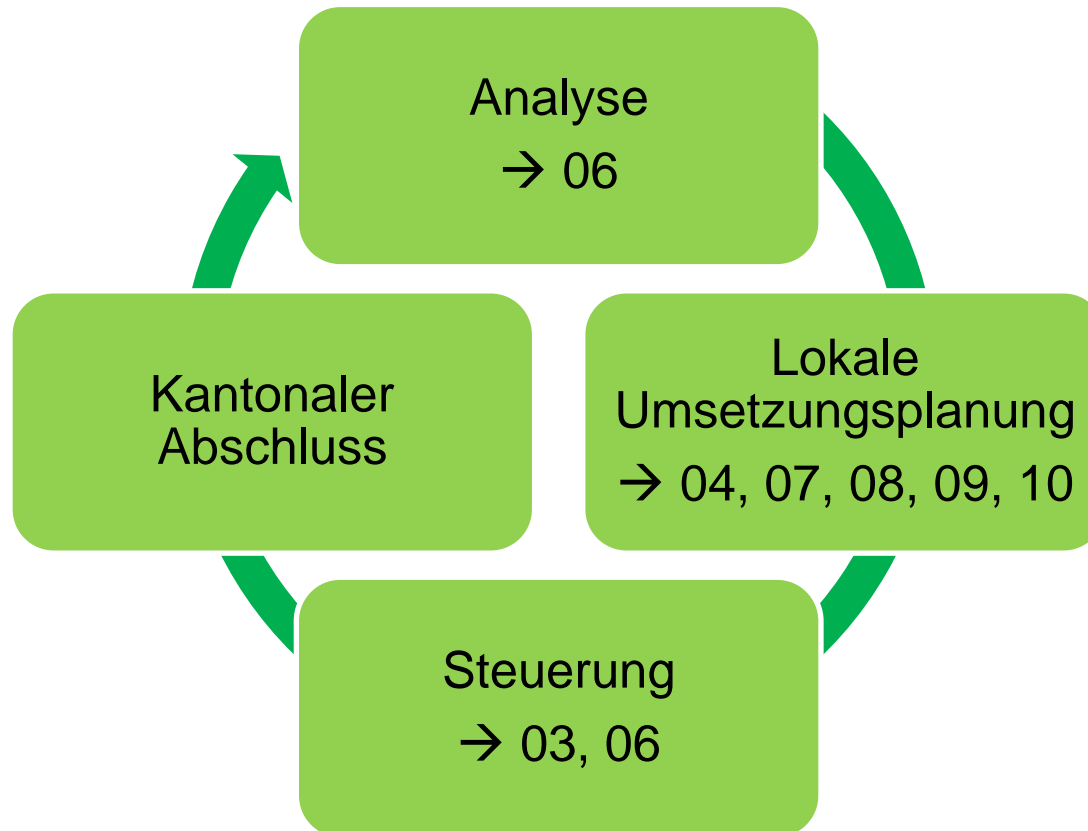 Analyse
→ 06
Lokale
Umsetzungsplanung
→ 04, 07, 08, 09, 10
Steuerung
→ 03, 06
Kantonaler
Abschluss